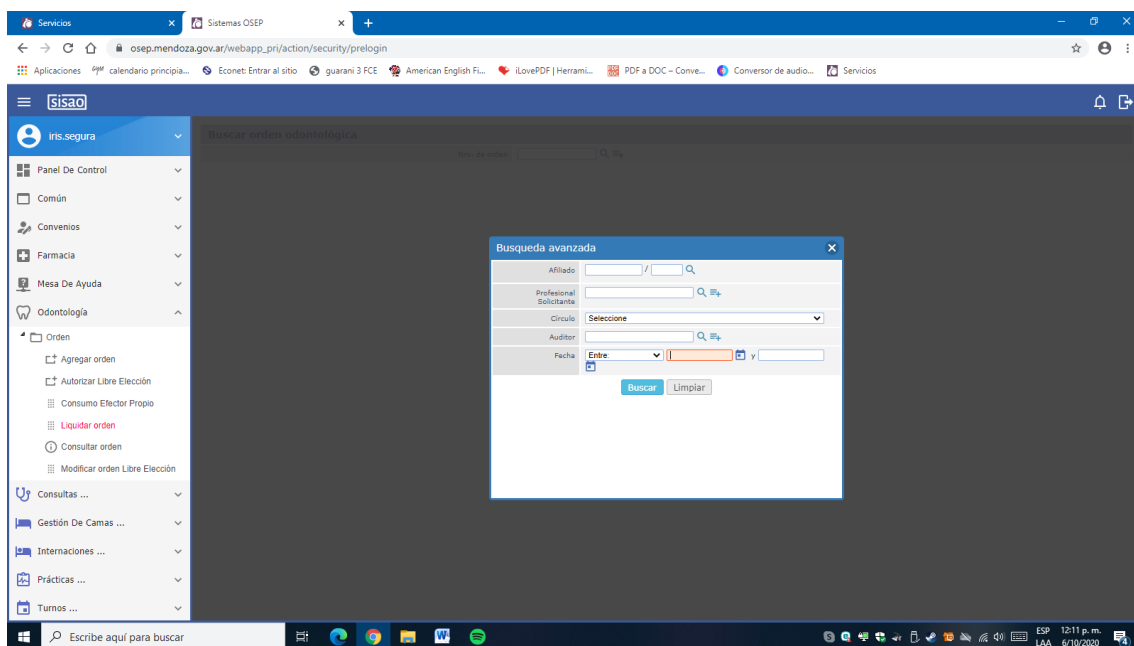 Servicios
Sistemas OSEP
osep.mendoza.gov.ar/webapp_pri/action/security/prelogin
Aplicaciones
calendario principia...
Econet: Entrar al sitio
guarani 3 FCE
American English Fi...
iLovePDF | Herrami...
PDF a DOC – Conve...
Conversor de audio...
Servicios
sisao
iris.segura
Buscar orden odontológica
Nro. de orden
Panel De Control
Común
Convenios
Farmacia
Mesa De Ayuda
Odontología
Orden
Agregar orden
Autorizar Libre Elección
Consumo Efector Propio
Liquidar orden
Consultar orden
Modificar orden Libre Elección
Consultas ...
Gestión De Camas ...
Internaciones ...
Prácticas ...
Turnos ...
Busqueda avanzada
Afiliado /
Profesional
Solicitante
Círculo Seleccione
Auditor
Fecha Entre: y
Buscar Limpiar
Escribe aquí para buscar
ESP 12:11 p. m.
LAA 6/10/2020